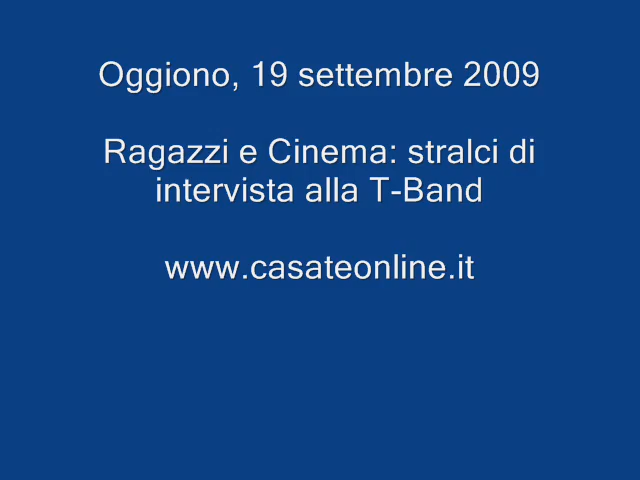 Oggiono, 19 settembre 2009
Ragazzi e Cinema: stralci di
intervista alla T-Band
www.casateonline.it